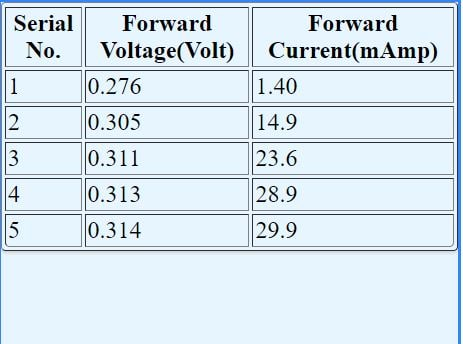 Serial No. Forward Voltage(Volt) Forward Current(mAmp)
1 0.276 1.40
2 0.305 14.9
3 0.311 23.6
4 0.313 28.9
5 0.314 29.9